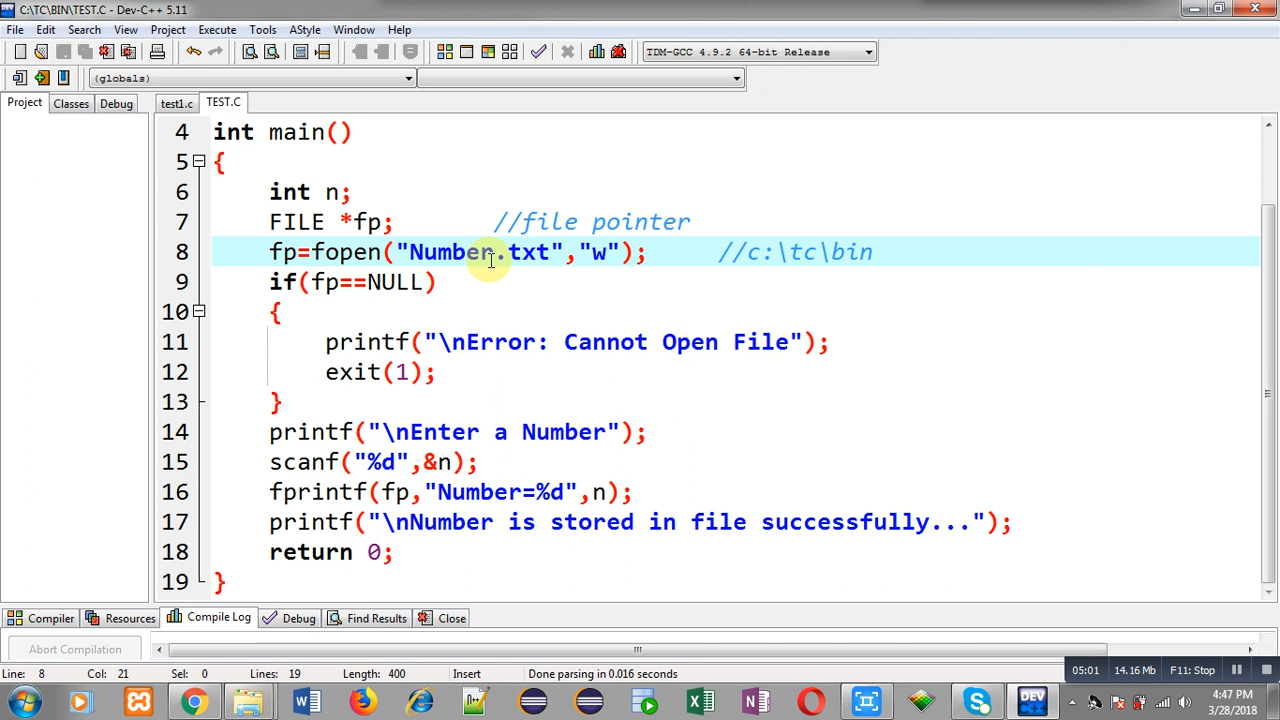 C:\TC\BIN\TEST.C - Dev-C++ 5.11
File Edit Search View Project Execute Tools AStyle Window Help
TDM-GCC 4.9.2 64-bit Release
(globals)
Project Classes Debug test1.c TEST.C
4 int main()
5 {
6 int n;
7 FILE *fp; //file pointer
8 fp=fopen("Number.txt","w"); //c:\tc\bin
9 if(fp==NULL)
10 {
11 printf("\nError: Cannot Open File");
12 exit(1);
13 }
14 printf("\nEnter a Number");
15 scanf("%d",&n);
16 fprintf(fp,"Number=%d",n);
17 printf("\nNumber is stored in file successfully...");
18 return 0;
19 }
Compiler Resources Compile Log Debug Find Results Close
Abort Compilation
Line: 8 Col: 21 Sel: 0 Lines: 19 Length: 400 Insert Done parsing in 0.016 seconds 05:01 14.16 Mb F11: Stop
DEV
4:47 PM
3/28/2018